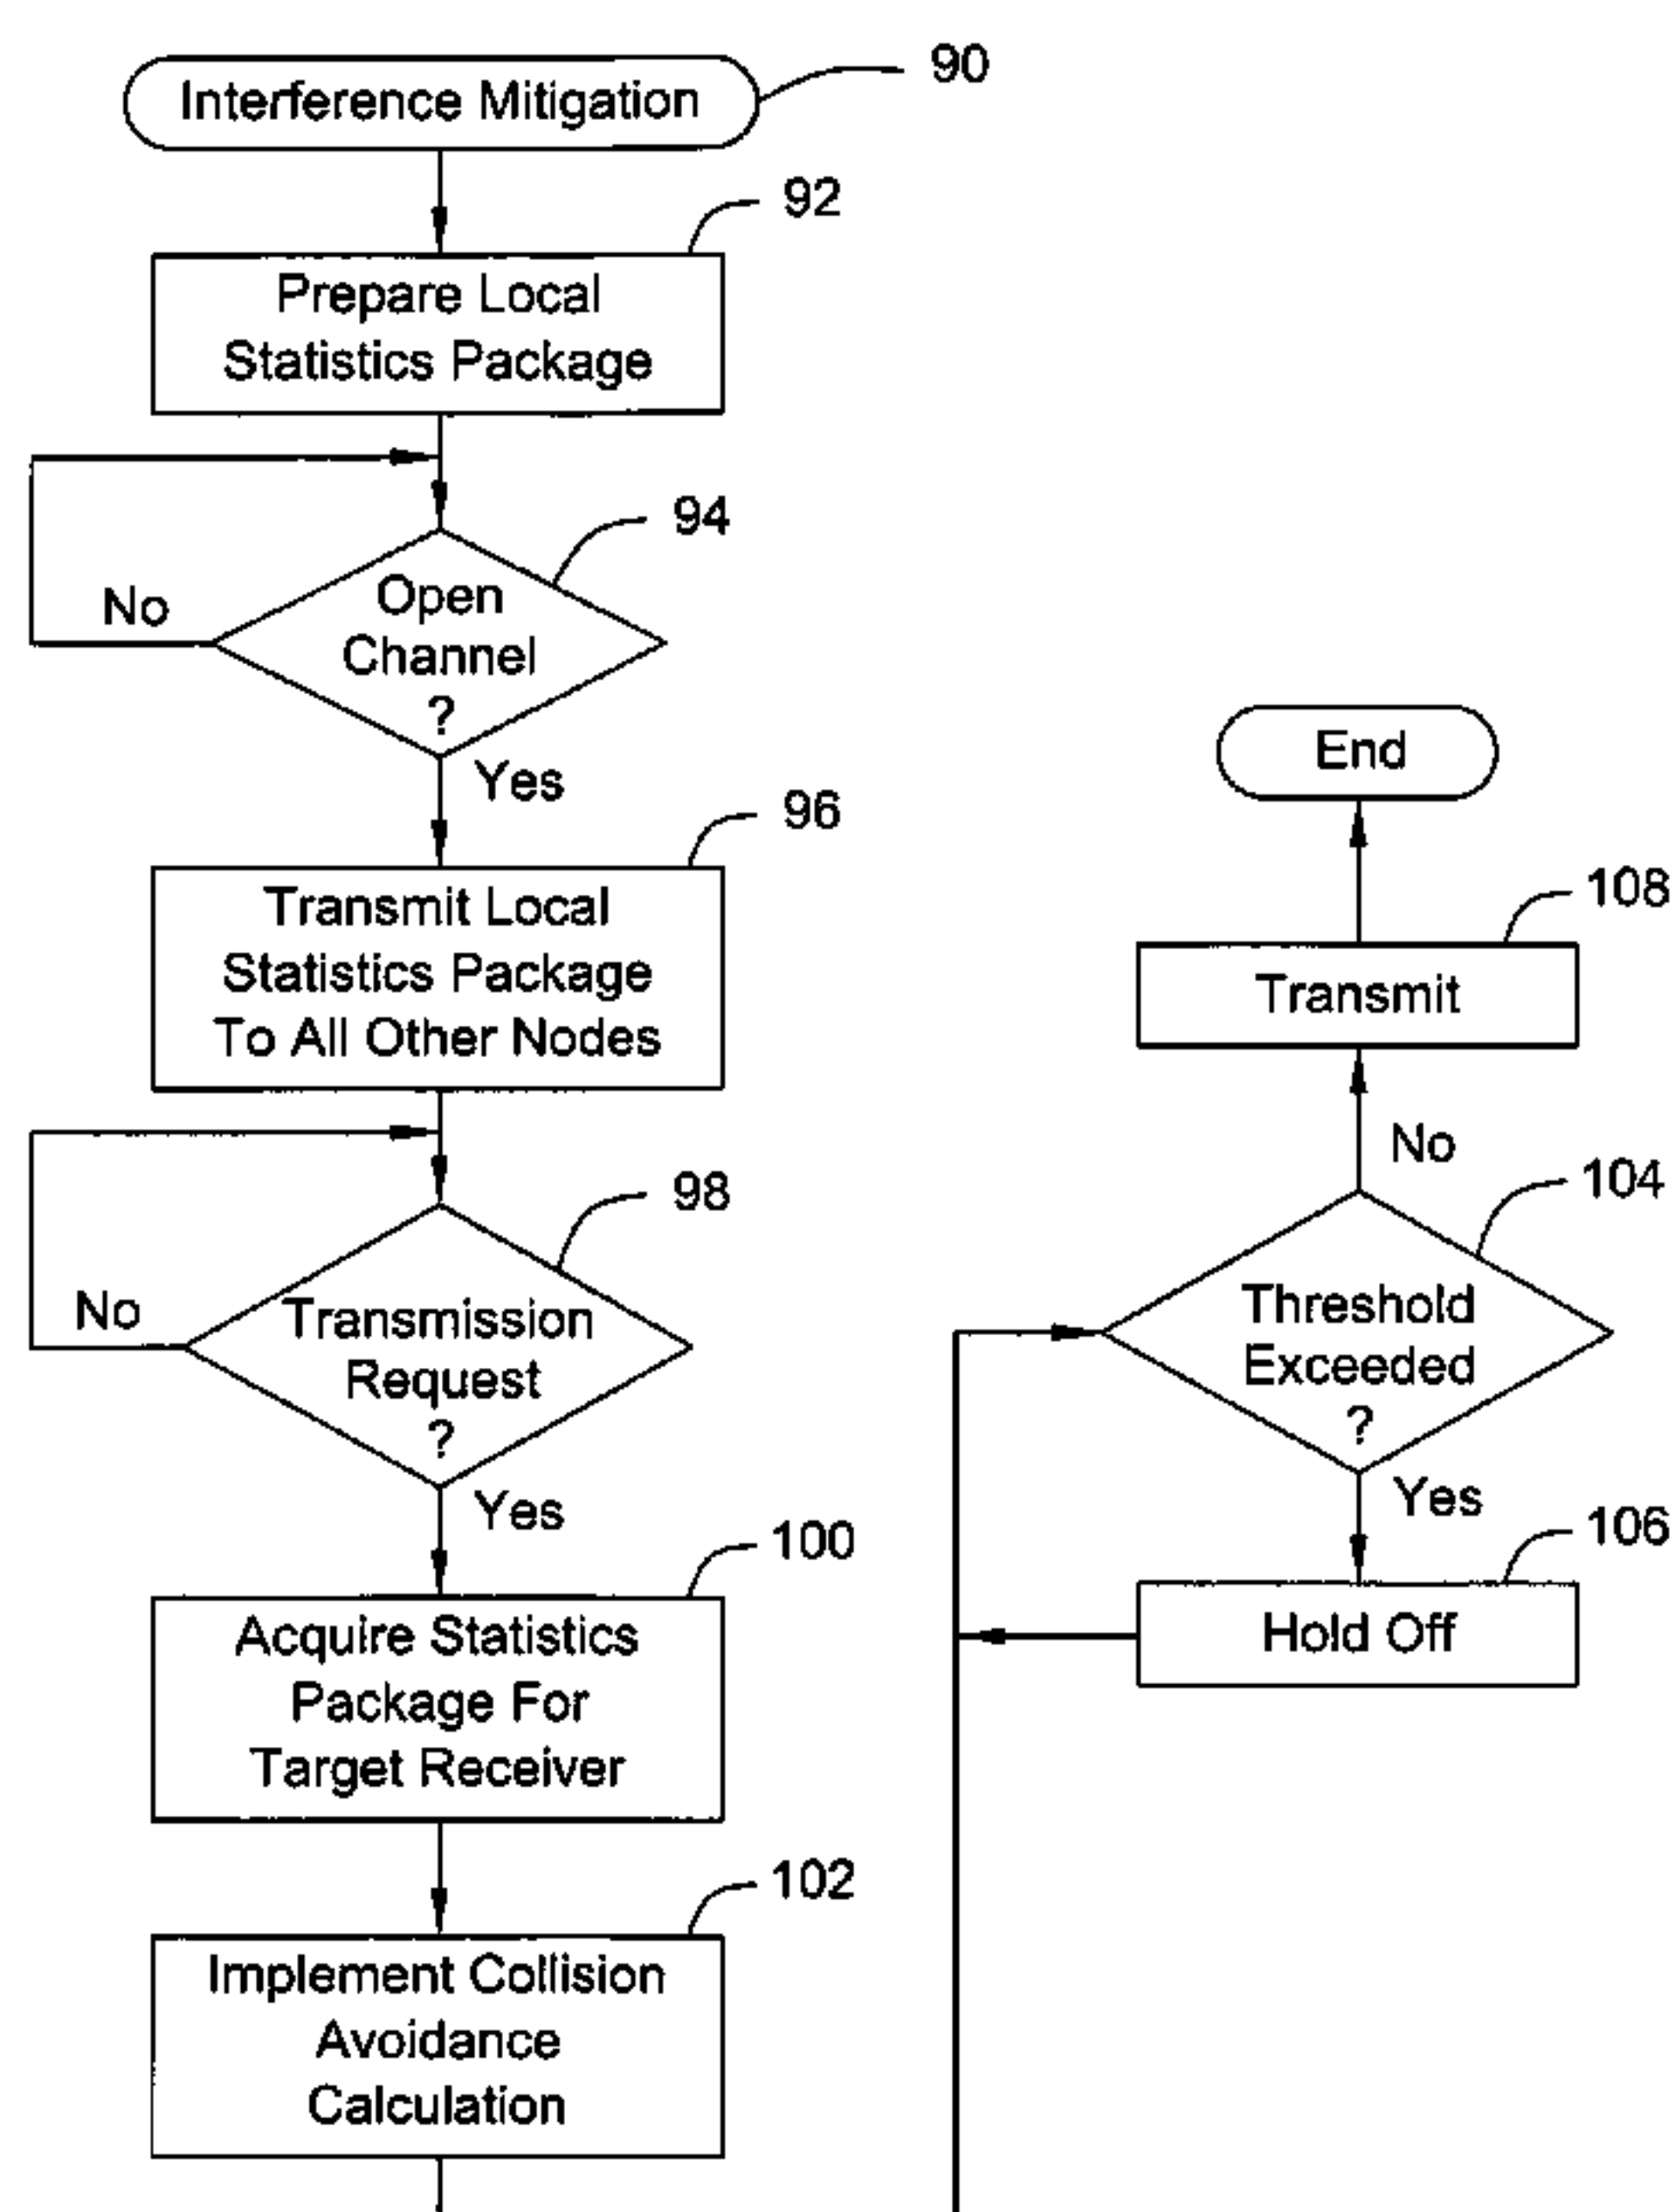 Interference Mitigation
90
92
Prepare Local
Statistics Package
94
Open
Channel
?
No
Yes
96
Transmit Local
Statistics Package
To All Other Nodes
98
Transmission
Request
?
No
Yes
100
Acquire Statistics
Package For
Target Receiver
102
Implement Collision
Avoidance
Calculation
End
108
Transmit
No
104
Threshold
Exceeded
?
Yes
106
Hold Off